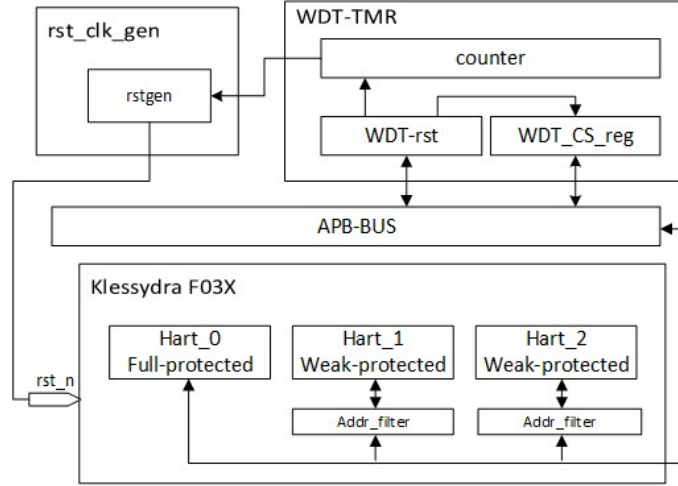 rst_clk_gen
WDT-TMR
counter
rstgen
WDT-rst
WDT_CS_reg
APB-BUS
Klessydra F03X
Hart_0
Full-protected
Hart_1
Weak-protected
Hart_2
Weak-protected
rst_n
Addr_filter
Addr_filter